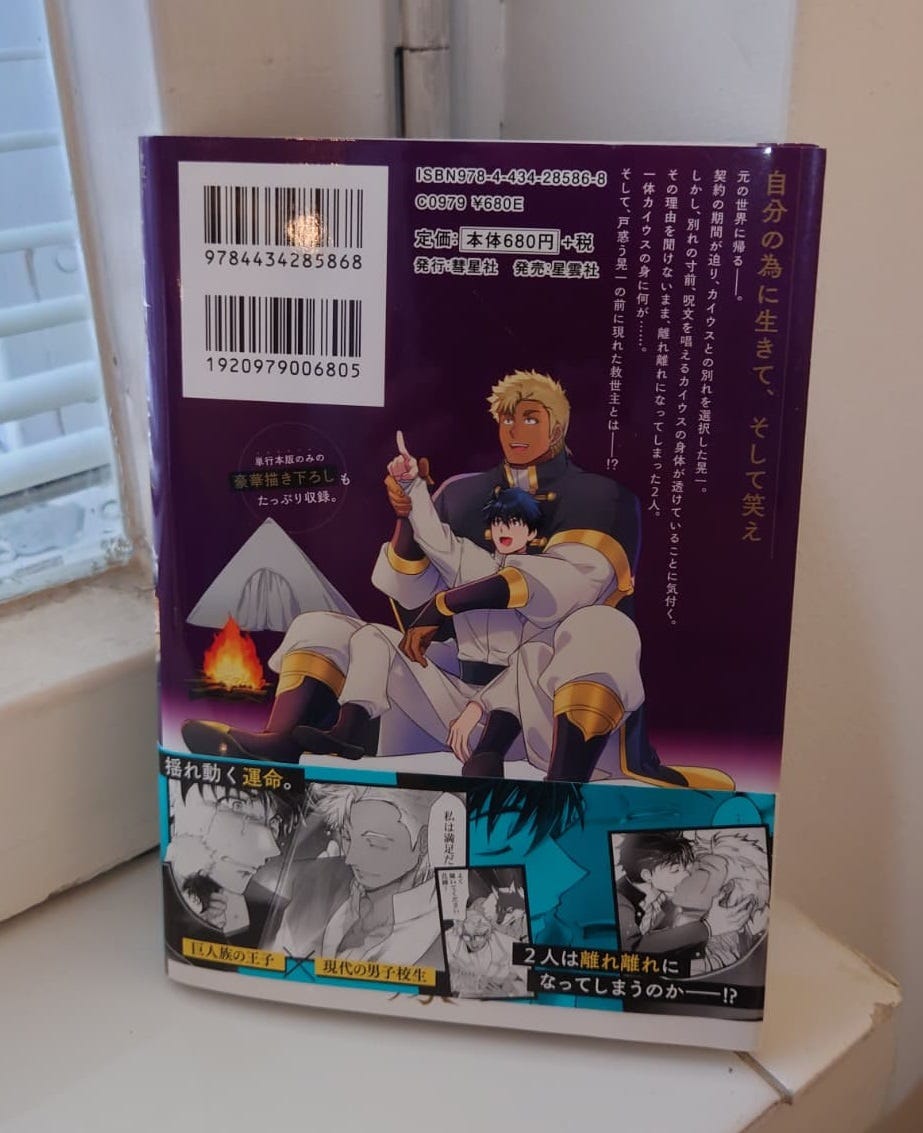 自分の為に生きて、そして笑え
元の世界に帰る――。
契約の期間が迫り、カイウスとの別れを選択した晃一。
しかし、別れの寸前、呪文を唱えるカイウスの身体が透けていることに気付く。
その理由を聞けないまま、離れ離れになってしまった2人。
一体カイウスの身に何が……。
そして、戸惑う晃一の前に現れた救世主とは――!?
ISBN978-4-434-28586-8
C0979 ¥680E
定価:本体680円+税
発行:彗星社 発売:星雲社
9784434285868
1920979006805
単行本版のみの
豪華描き下ろしも
たっぷり収録。
揺れ動く運命。
私は満足だ
よく
聞いてください
巨人族の王子
×
現代の男子校生
2人は離れ離れに
なってしまうのか――!?